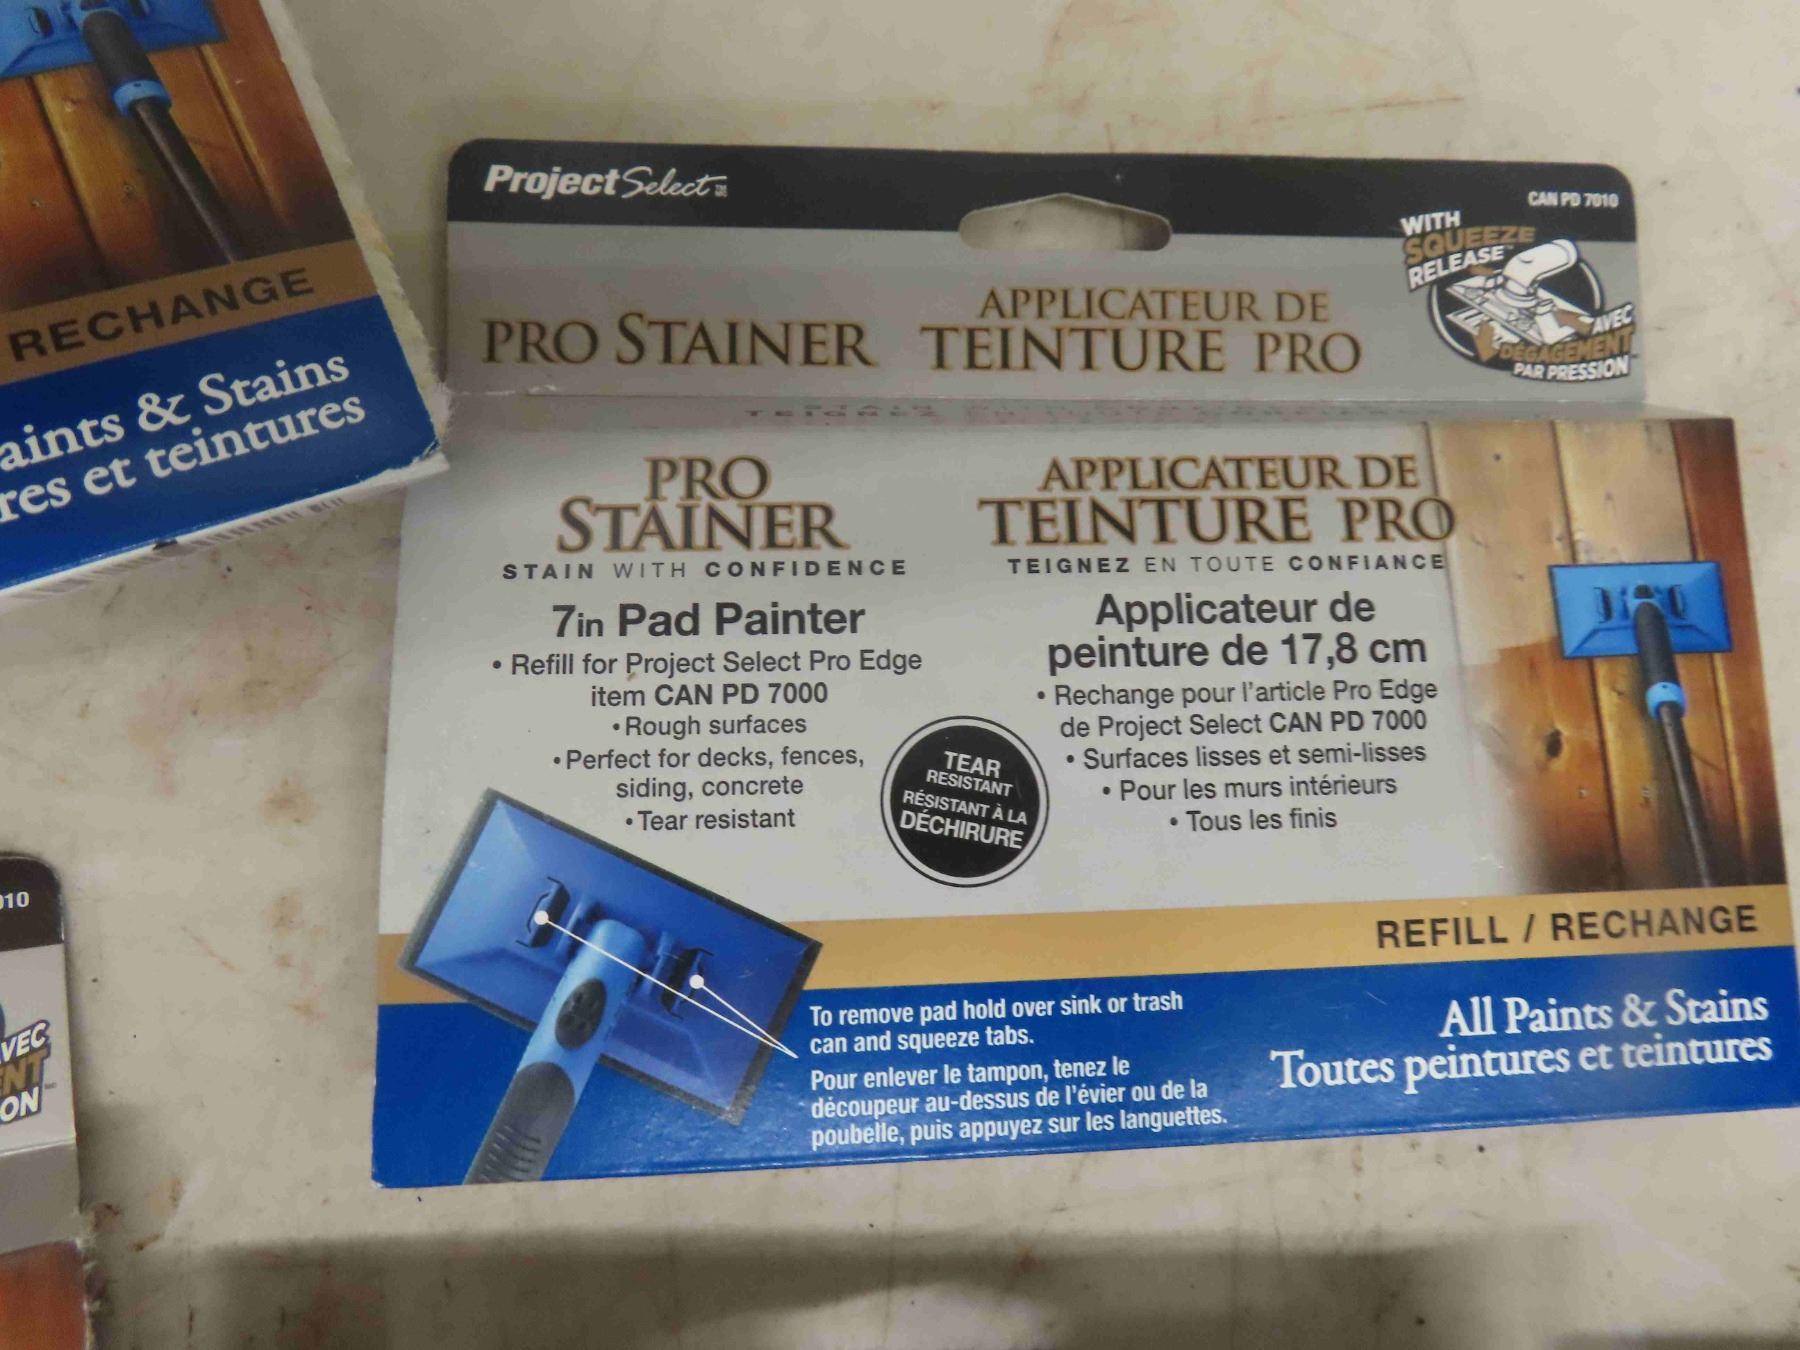 RECHANGE
aints & Stains
res et teintures
010
AVEC
ENT
ON
Project Select™
CAN PD 7010
WITH
SQUEEZE
RELEASE™
AVEC
DÉGAGEMENT
PAR PRESSION
PRO STAINER
APPLICATEUR DE
TEINTURE PRO
PRO
STAINER
STAIN WITH CONFIDENCE
7in Pad Painter
• Refill for Project Select Pro Edge
item CAN PD 7000
• Rough surfaces
• Perfect for decks, fences,
siding, concrete
• Tear resistant
APPLICATEUR DE
TEINTURE PRO
TEIGNEZ EN TOUTE CONFIANCE
Applicateur de
peinture de 17,8 cm
• Rechange pour l'article Pro Edge
de Project Select CAN PD 7000
• Surfaces lisses et semi-lisses
• Pour les murs intérieurs
• Tous les finis
TEAR
RESISTANT
RÉSISTANT À LA
DÉCHIRURE
REFILL / RECHANGE
To remove pad hold over sink or trash
can and squeeze tabs.
Pour enlever le tampon, tenez le
découpeur au-dessus de l'évier ou de la
poubelle, puis appuyez sur les languettes.
All Paints & Stains
Toutes peintures et teintures